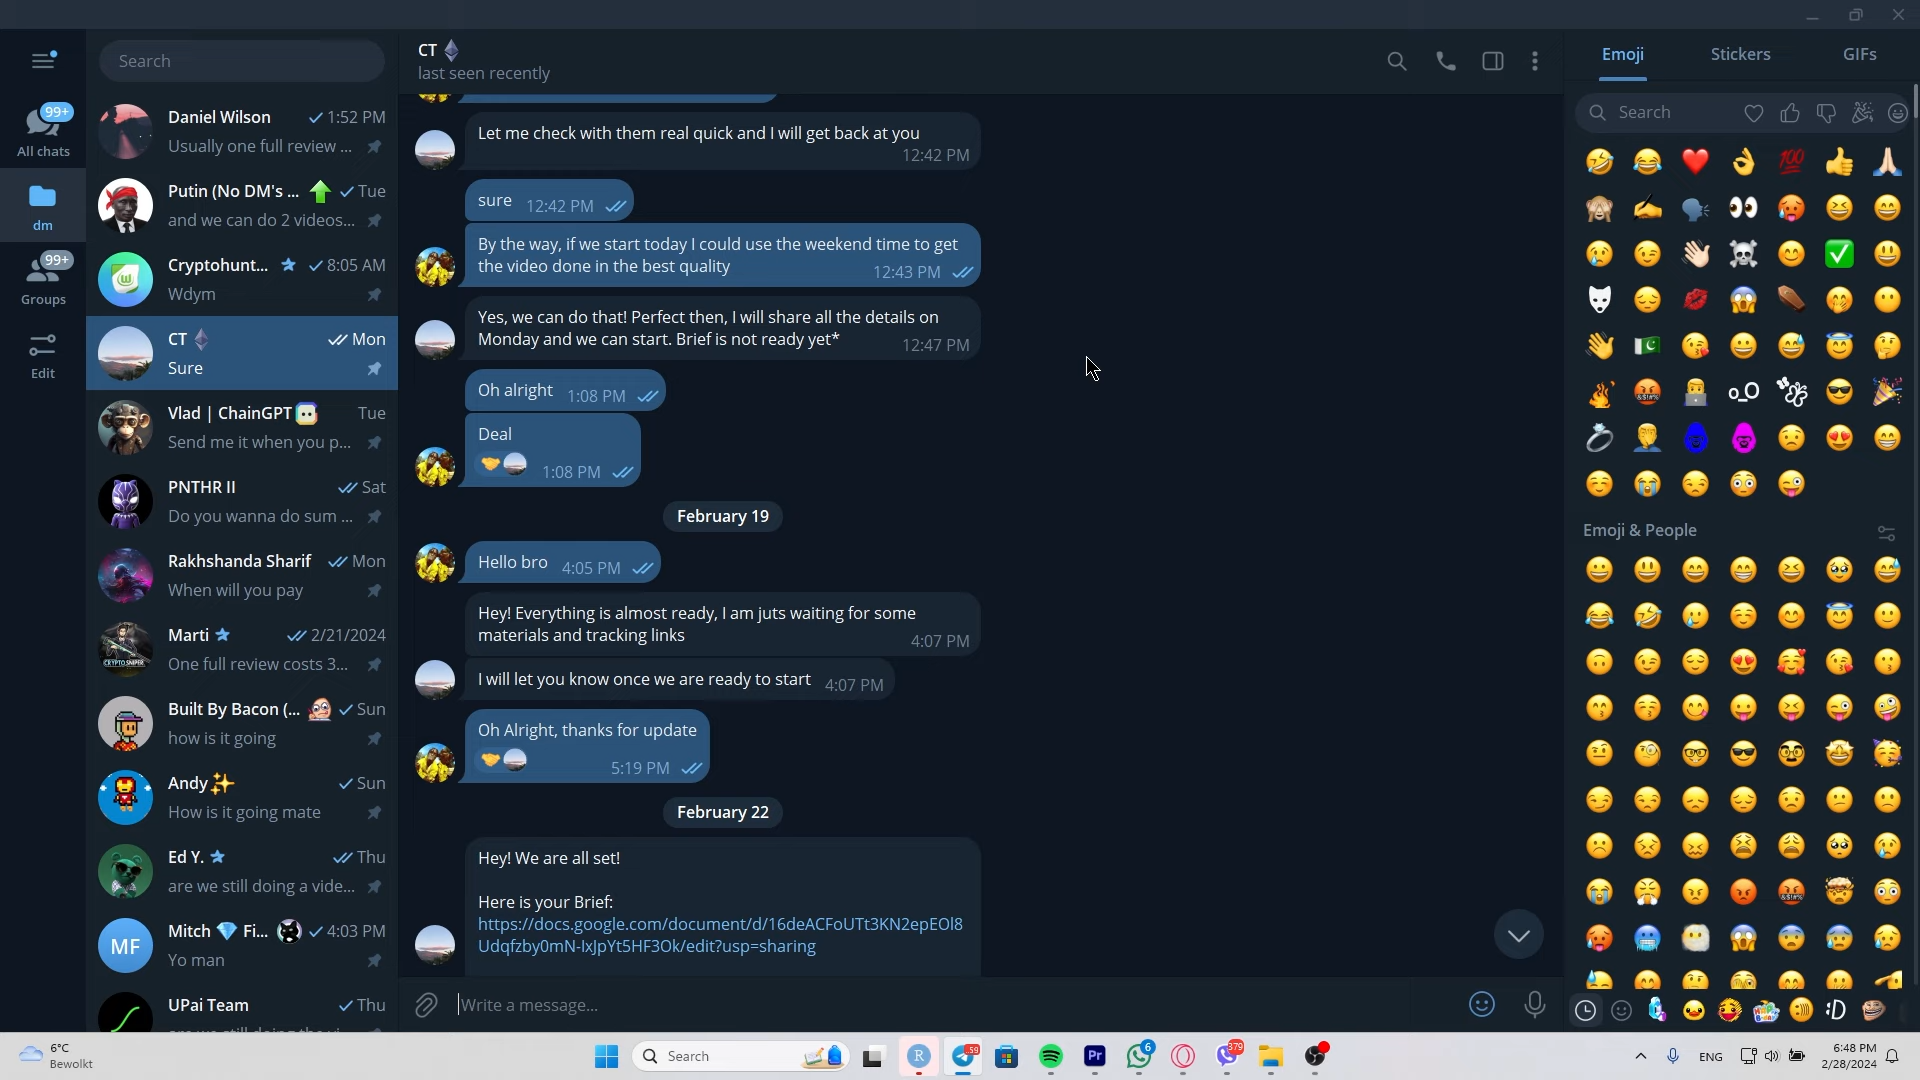 Search
99+
All chats
dm
99+
Groups
Edit
Daniel Wilson 1:52 PM
Usually one full review ...
Putin (No DM's ... Tue
and we can do 2 videos...
Cryptohunt... 8:05 AM
Wdym
CT Mon
Sure
Vlad | ChainGPT Tue
Send me it when you p...
PNTHR II Sat
Do you wanna do sum ...
Rakhshanda Sharif Mon
When will you pay
Marti 2/21/2024
One full review costs 3...
Built By Bacon (... Sun
how is it going
Andy Sun
How is it going mate
Ed Y. Thu
are we still doing a vide...
MF
Mitch Fi... 4:03 PM
Yo man
UPai Team Thu
CT
last seen recently
Let me check with them real quick and I will get back at you
12:42 PM
sure 12:42 PM
By the way, if we start today I could use the weekend time to get
the video done in the best quality 12:43 PM
Yes, we can do that! Perfect then, I will share all the details on
Monday and we can start. Brief is not ready yet* 12:47 PM
Oh alright 1:08 PM
Deal
1:08 PM
February 19
Hello bro 4:05 PM
Hey! Everything is almost ready, I am juts waiting for some
materials and tracking links 4:07 PM
I will let you know once we are ready to start 4:07 PM
Oh Alright, thanks for update
5:19 PM
February 22
Hey! We are all set!
Here is your Brief:
https://docs.google.com/document/d/16deACFoUTt3KN2epEOl8
Udqfzby0mN-IxJpYt5HF3Ok/edit?usp=sharing
Write a message...
Emoji Stickers GIFs
Search
Emoji & People
6°C
Bewolkt
Search
59
6
379
ENG
6:48 PM
2/28/2024